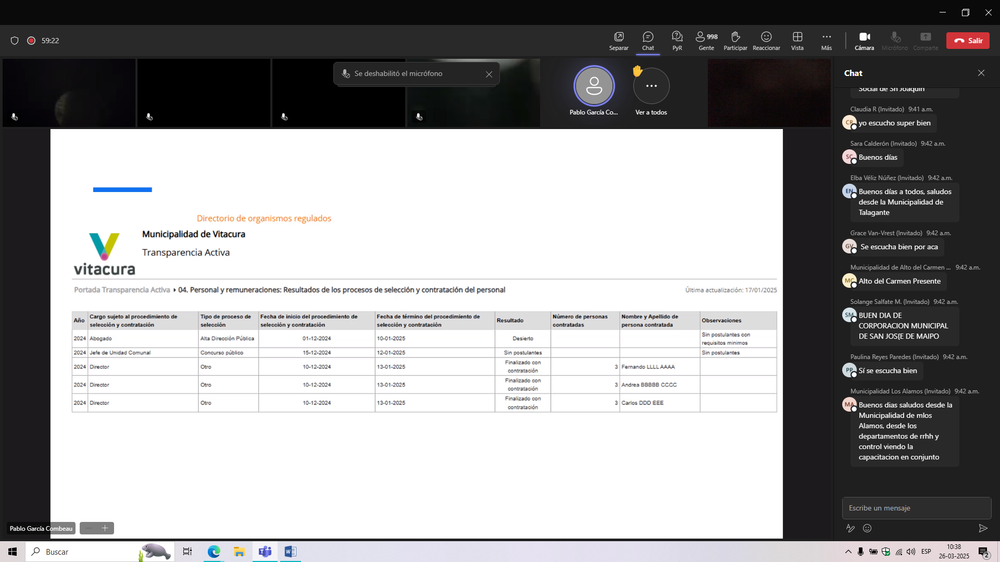 59:22
Separar
Chat
PyR
998
Gente
Participar
Reaccionar
Vista
Más
Cámara
Micrófono
Comparte
Salir
Se deshabilitó el micrófono
Pablo García Co...
Ver a todos
Directorio de organismos regulados
Municipalidad de Vitacura
Transparencia Activa
vitacura
Portada Transparencia Activa 04. Personal y remuneraciones: Resultados de los procesos de selección y contratación del personal
Última actualización: 17/01/2025
Año | Cargo sujeto al procedimiento de selección y contratación | Tipo de proceso de selección | Fecha de inicio del procedimiento de selección y contratación | Fecha de término del procedimiento de selección y contratación | Resultado | Número de personas contratadas | Nombre y Apellido de persona contratada | Observaciones
2024 | Abogado | Alta Dirección Pública | 01-12-2024 | 10-01-2025 | Desierto | | | Sin postulantes con requisitos minimos
2024 | Jefe de Unidad Comunal | Concurso público | 15-12-2024 | 12-01-2025 | Sin postulantes | | | Sin postulantes
2024 | Director | Otro | 10-12-2024 | 13-01-2025 | Finalizado con contratación | 3 | Fernando LLLL AAAA
2024 | Director | Otro | 10-12-2024 | 13-01-2025 | Finalizado con contratación | 3 | Andrea BBBBB CCCC
2024 | Director | Otro | 10-12-2024 | 13-01-2025 | Finalizado con contratación | 3 | Carlos DDD EEE
Pablo García Combeau
Chat
Social de Sn Joaquin
Claudia R (Invitado) 9:41 a.m.
CR
yo escucho super bien
Sara Calderón (Invitado) 9:42 a.m.
SC
Buenos días
Elba Véliz Núñez (Invitado) 9:42 a.m.
EN
Buenos días a todos, saludos
desde la Municipalidad de
Talagante
Grace Van-Vrest (Invitado) 9:42 a.m.
GV
Se escucha bien por aca
Municipalidad de Alto del Carmen ... 9:42 a.m.
MC
Alto del Carmen Presente
Solange Salfate M. (Invitado) 9:42 a.m.
SM
BUEN DIA DE
CORPORACION MUNICIPAL
DE SAN JOS{E DE MAIPO
Paulina Reyes Paredes (Invitado) 9:42 a.m.
PP
Sí se escucha bien
Municipalidad Los Alamos (Invitado) 9:42 a.m.
MA
Buenos dias saludos desde la
Municipalidad de mlos
Alamos, desde los
departamentos de rrhh y
control viendo la
capacitacion en conjunto
Escribe un mensaje
Buscar
ESP
10:38
26-03-2025
2